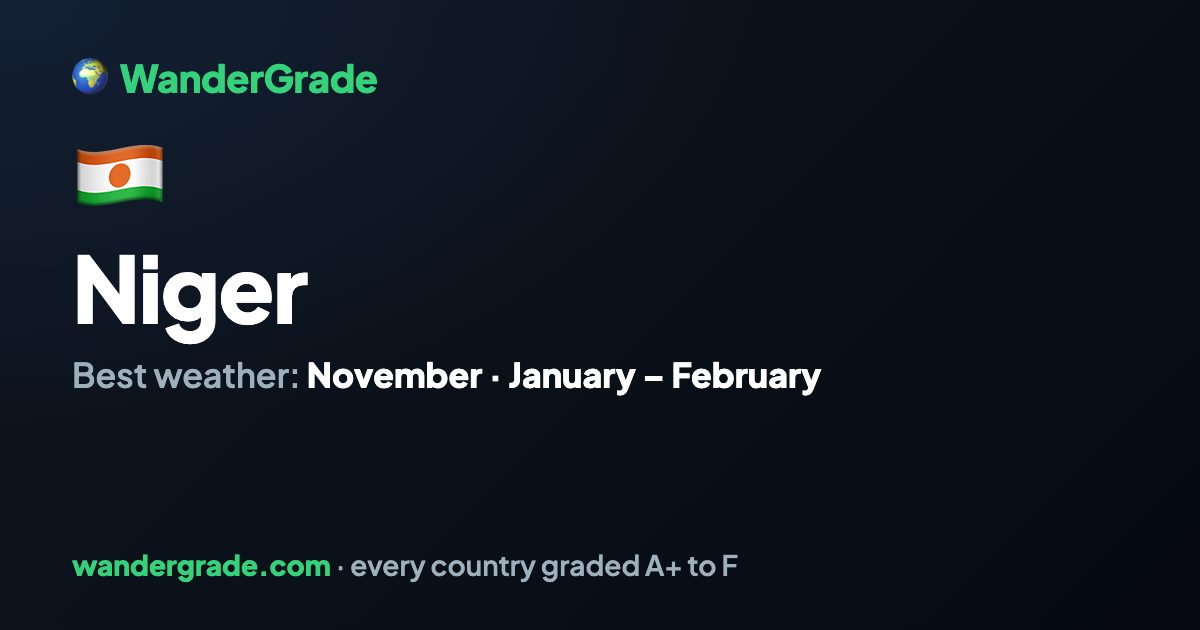 WanderGrade
Niger
Best weather: November · January – February
wandergrade.com · every country graded A+ to F